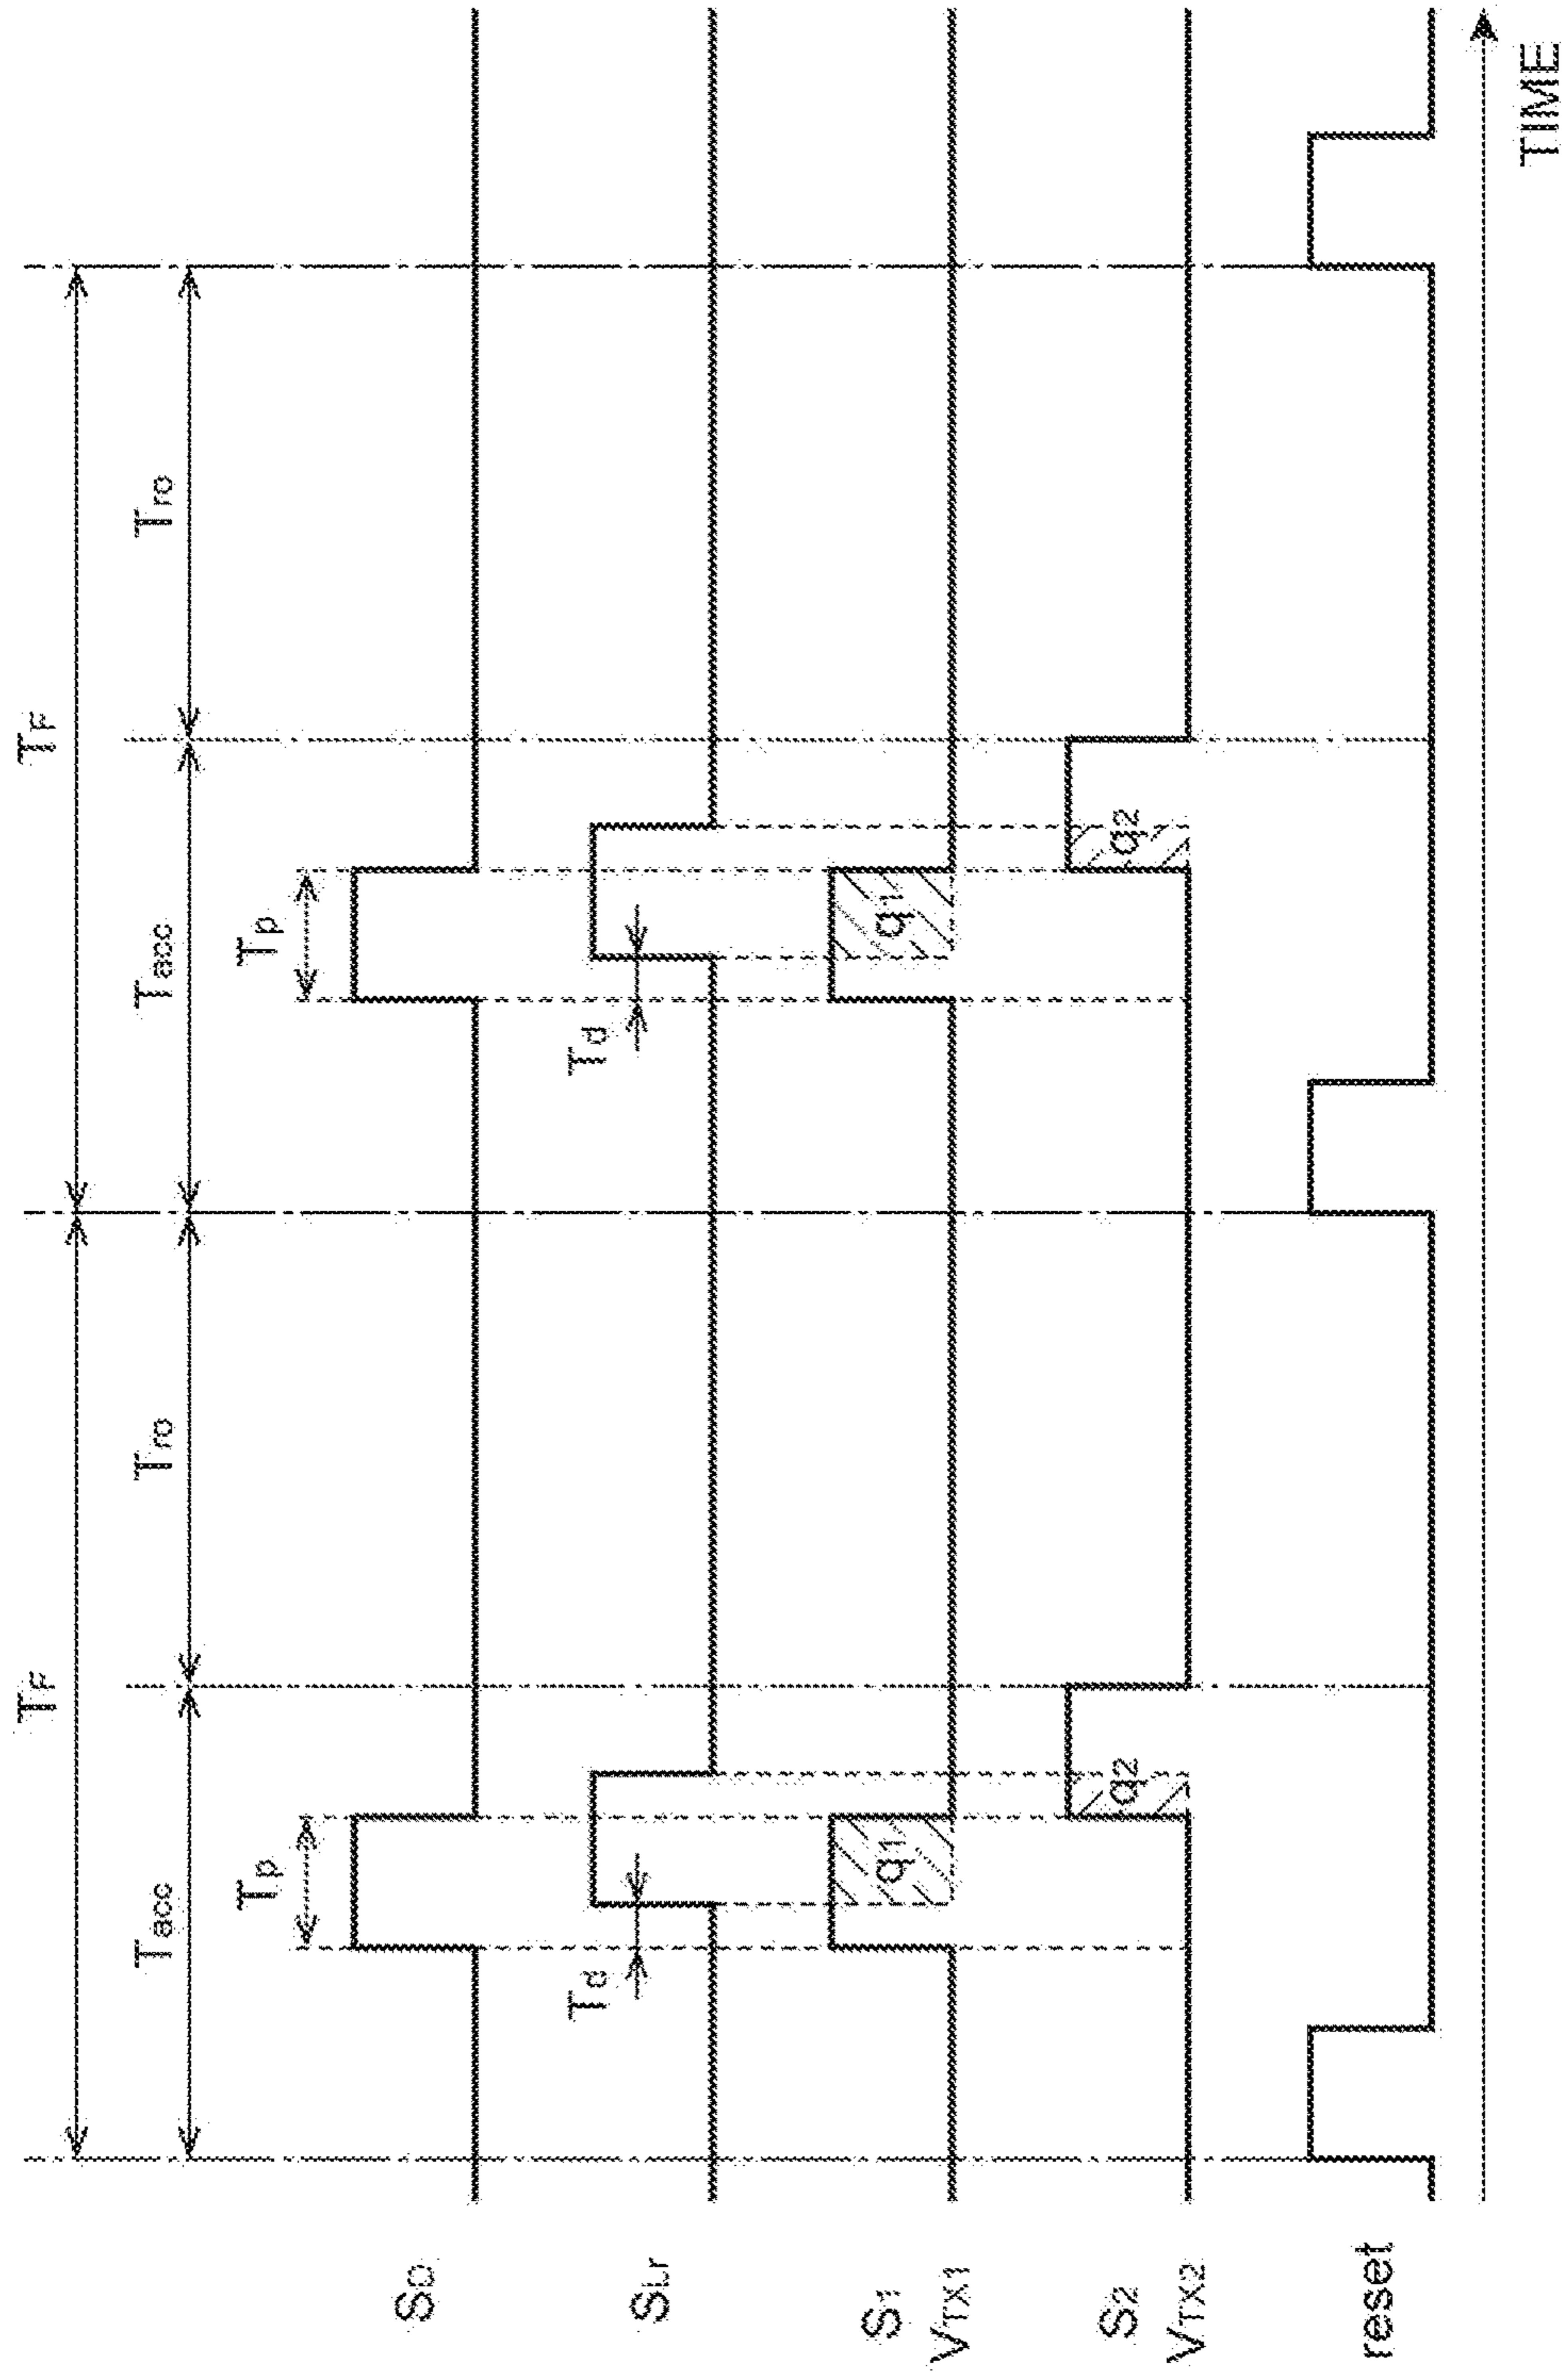 TF TF
Tacc Tro Tacc Tro
Tp Tp
SD
Td Td
SLr
S1
VTX1
q1 q1
S2
VTX2
q2 q2
reset
TIME